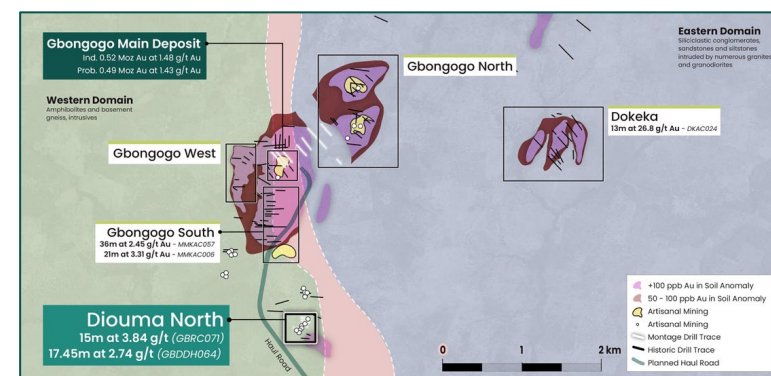 Gbongogo Main Deposit
Ind. 0.52 Moz Au at 1.48 g/t Au
Prob. 0.49 Moz Au at 1.43 g/t Au
Western Domain
Amphibolites and basement
gneiss, intrusives
Gbongogo North
Eastern Domain
Siliciclastic conglomerates,
sandstones and siltstones
intruded by numerous granites
and granodiorites
Dokeka
13m at 26.8 g/t Au - DKAC024
Gbongogo West
Gbongogo South
36m at 2.45 g/t Au - MMKAC057
21m at 3.31 g/t Au - MMKAC006
Diouma North
15m at 3.84 g/t (GBRC071)
17.45m at 2.74 g/t (GBDDH064)
Haul Road
0 1 2 km
+100 ppb Au in Soil Anomaly
50 - 100 ppb Au in Soil Anomaly
Artisanal Mining
Artisanal Mining
Montage Drill Trace
Historic Drill Trace
Planned Haul Road